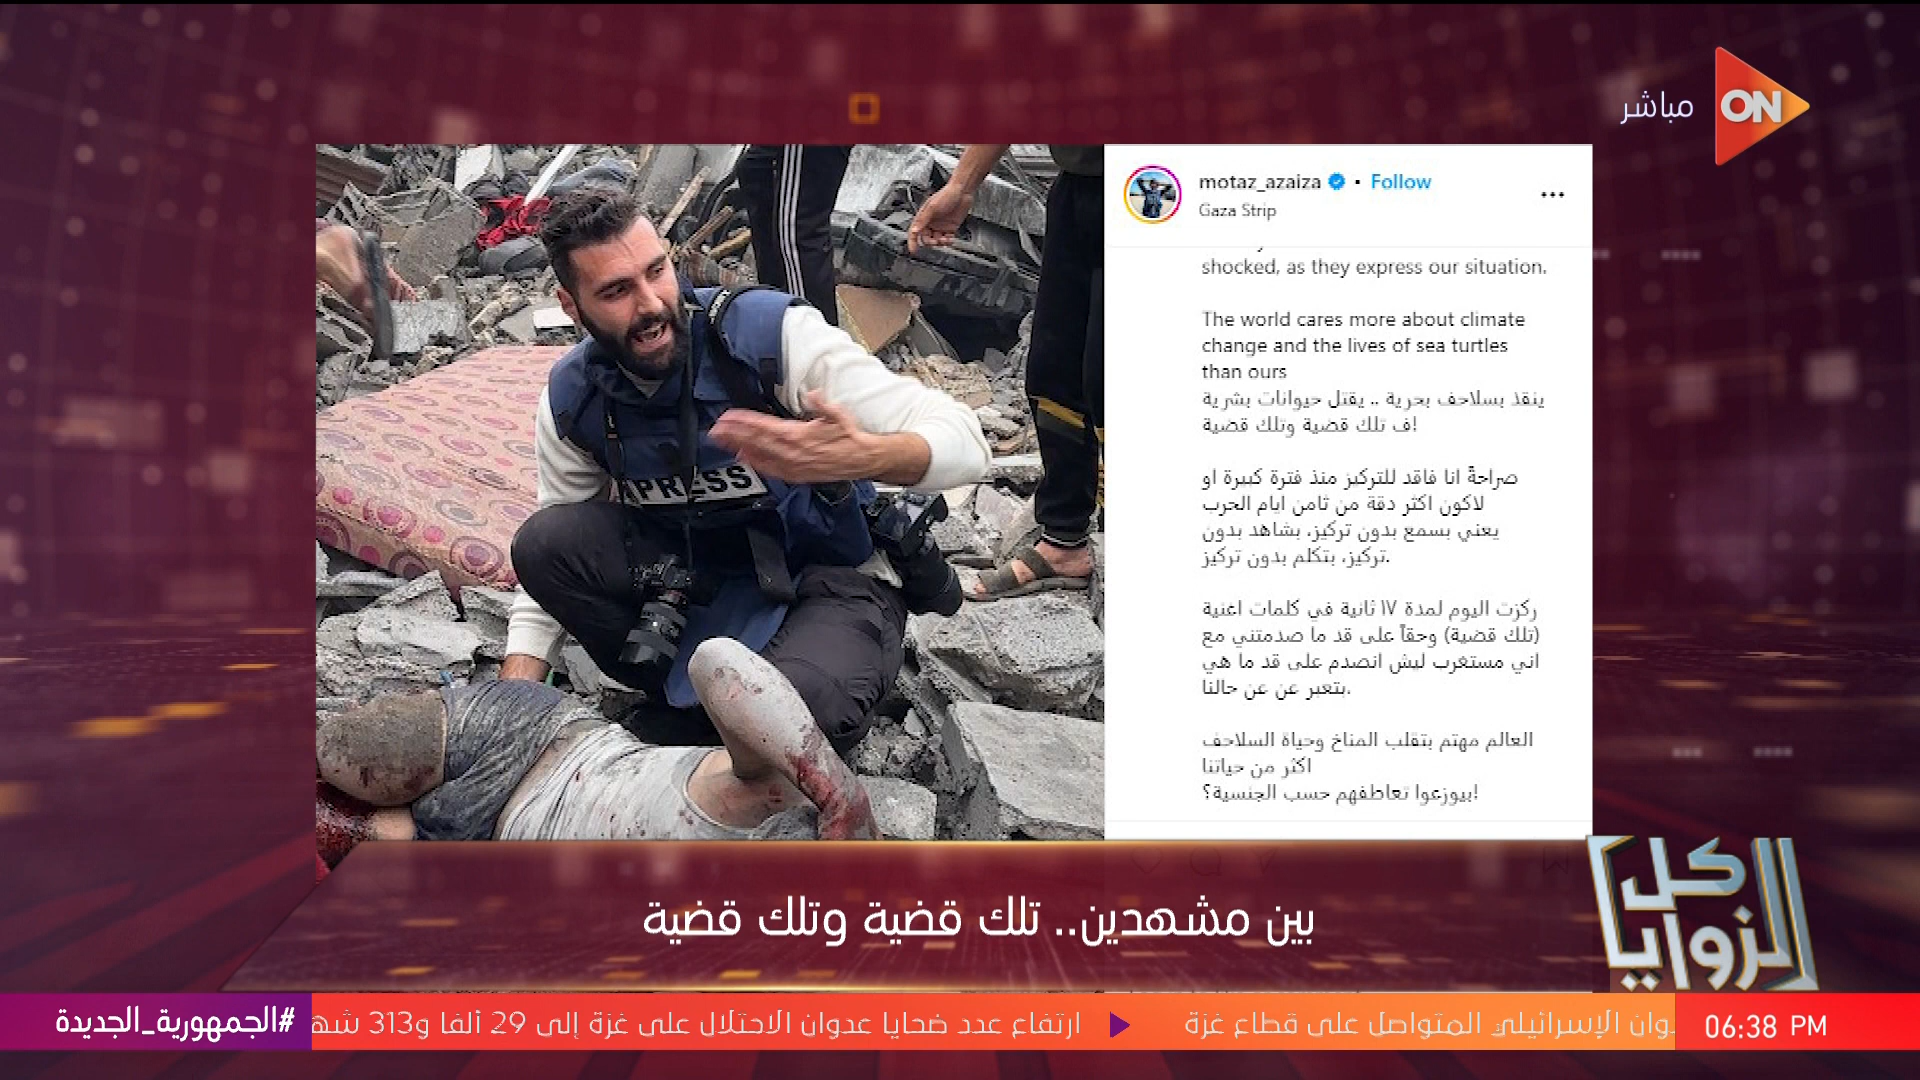 مباشر
ON
motaz_azaiza • Follow
Gaza Strip
shocked, as they express our situation.
The world cares more about climate
change and the lives of sea turtles
than ours
ينقذ بسلاحف بحرية .. يقتل حيوانات بشرية
ف تلك قضية وتلك قضية!
صراحةً انا فاقد للتركيز منذ فترة كبيرة او
لاكون اكثر دقة من ثامن ايام الحرب
يعني بسمع بدون تركيز، بشاهد بدون
تركيز، بتكلم بدون تركيز.
ركزت اليوم لمدة ١٧ ثانية في كلمات اغنية
(تلك قضية) وحقاً على قد ما صدمتني مع
اني مستغرب ليش انصدم على قد ما هي
بتعبر عن عن حالنا.
العالم مهتم بتقلب المناخ وحياة السلاحف
اكثر من حياتنا
بيوزعوا تعاطفهم حسب الجنسية؟!
PRESS
بين مشهدين.. تلك قضية وتلك قضية
كل الزوايا
06:38 PM
وان الإسرائيلي المتواصل على قطاع غزة
ارتفاع عدد ضحايا عدوان الاحتلال على غزة إلى 29 ألفا و313 شه
#الجمهورية_الجديدة